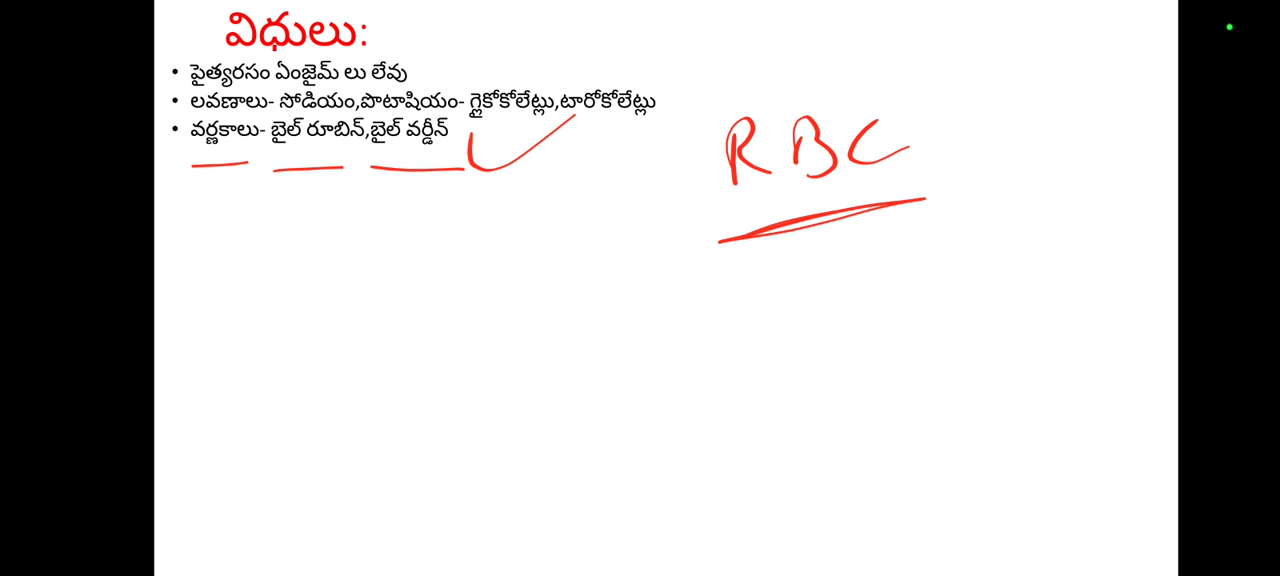 విధులు:
• పైత్యరసం ఏంజైమ్ లు లేవు
• లవణాలు- సోడియం,పొటాషియం- గ్లైకోకోలేట్లు,టారోకోలేట్లు
• వర్ణకాలు- బైల్ రూబిన్,బైల్ వర్డీన్
RBC